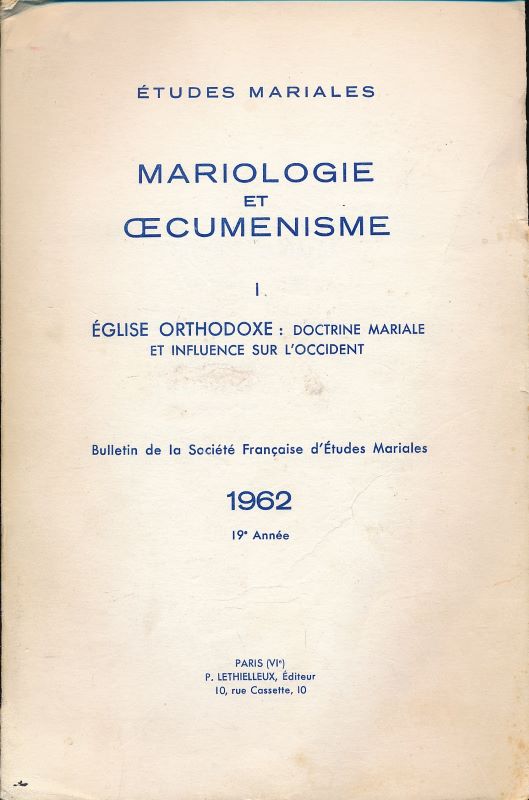 ÉTUDES MARIALES
MARIOLOGIE
ET
ŒCUMENISME
I
ÉGLISE ORTHODOXE : DOCTRINE MARIALE
ET INFLUENCE SUR L'OCCIDENT
Bulletin de la Société Française d'Études Mariales
1962
19e Année
PARIS (VIe)
P. LETHIELLEUX, Éditeur
10, rue Cassette, 10